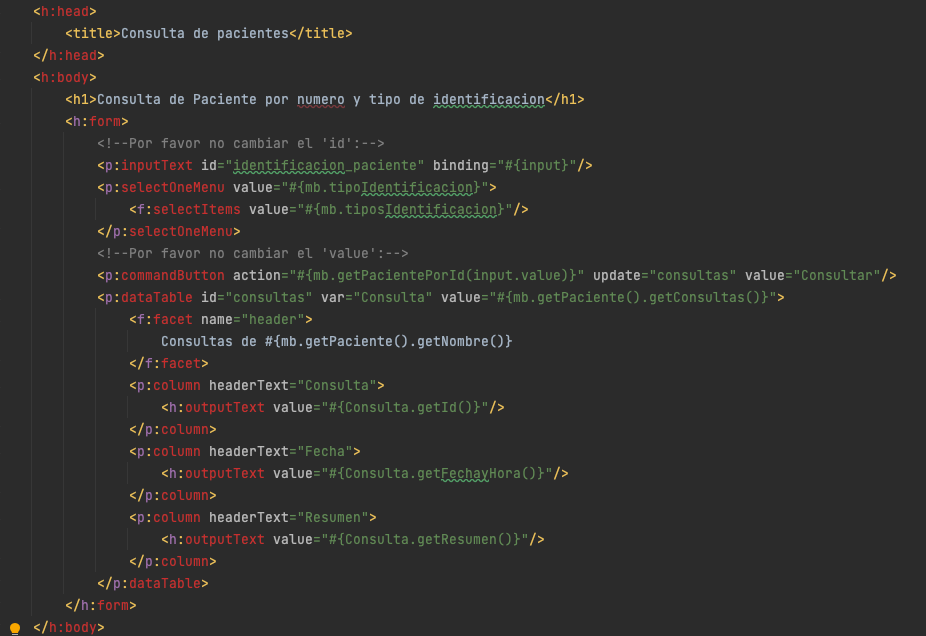 <h:head>
<title>Consulta de pacientes</title>
</h:head>
<h:body>
<h1>Consulta de Paciente por numero y tipo de identificacion</h1>
<h:form>
<!--Por favor no cambiar el 'id':-->
<p:inputText id="identificacion_paciente" binding="#{input}"/>
<p:selectOneMenu value="#{mb.tipoIdentificacion}">
<f:selectItems value="#{mb.tiposIdentificacion}"/>
</p:selectOneMenu>
<!--Por favor no cambiar el 'value':-->
<p:commandButton action="#{mb.getPacientePorId(input.value)}" update="consultas" value="Consultar"/>
<p:dataTable id="consultas" var="Consulta" value="#{mb.getPaciente().getConsultas()}">
<f:facet name="header">
Consultas de #{mb.getPaciente().getNombre()}
</f:facet>
<p:column headerText="Consulta">
<h:outputText value="#{Consulta.getId()}"/>
</p:column>
<p:column headerText="Fecha">
<h:outputText value="#{Consulta.getFechayHora()}"/>
</p:column>
<p:column headerText="Resumen">
<h:outputText value="#{Consulta.getResumen()}"/>
</p:column>
</p:dataTable>
</h:form>
</h:body>